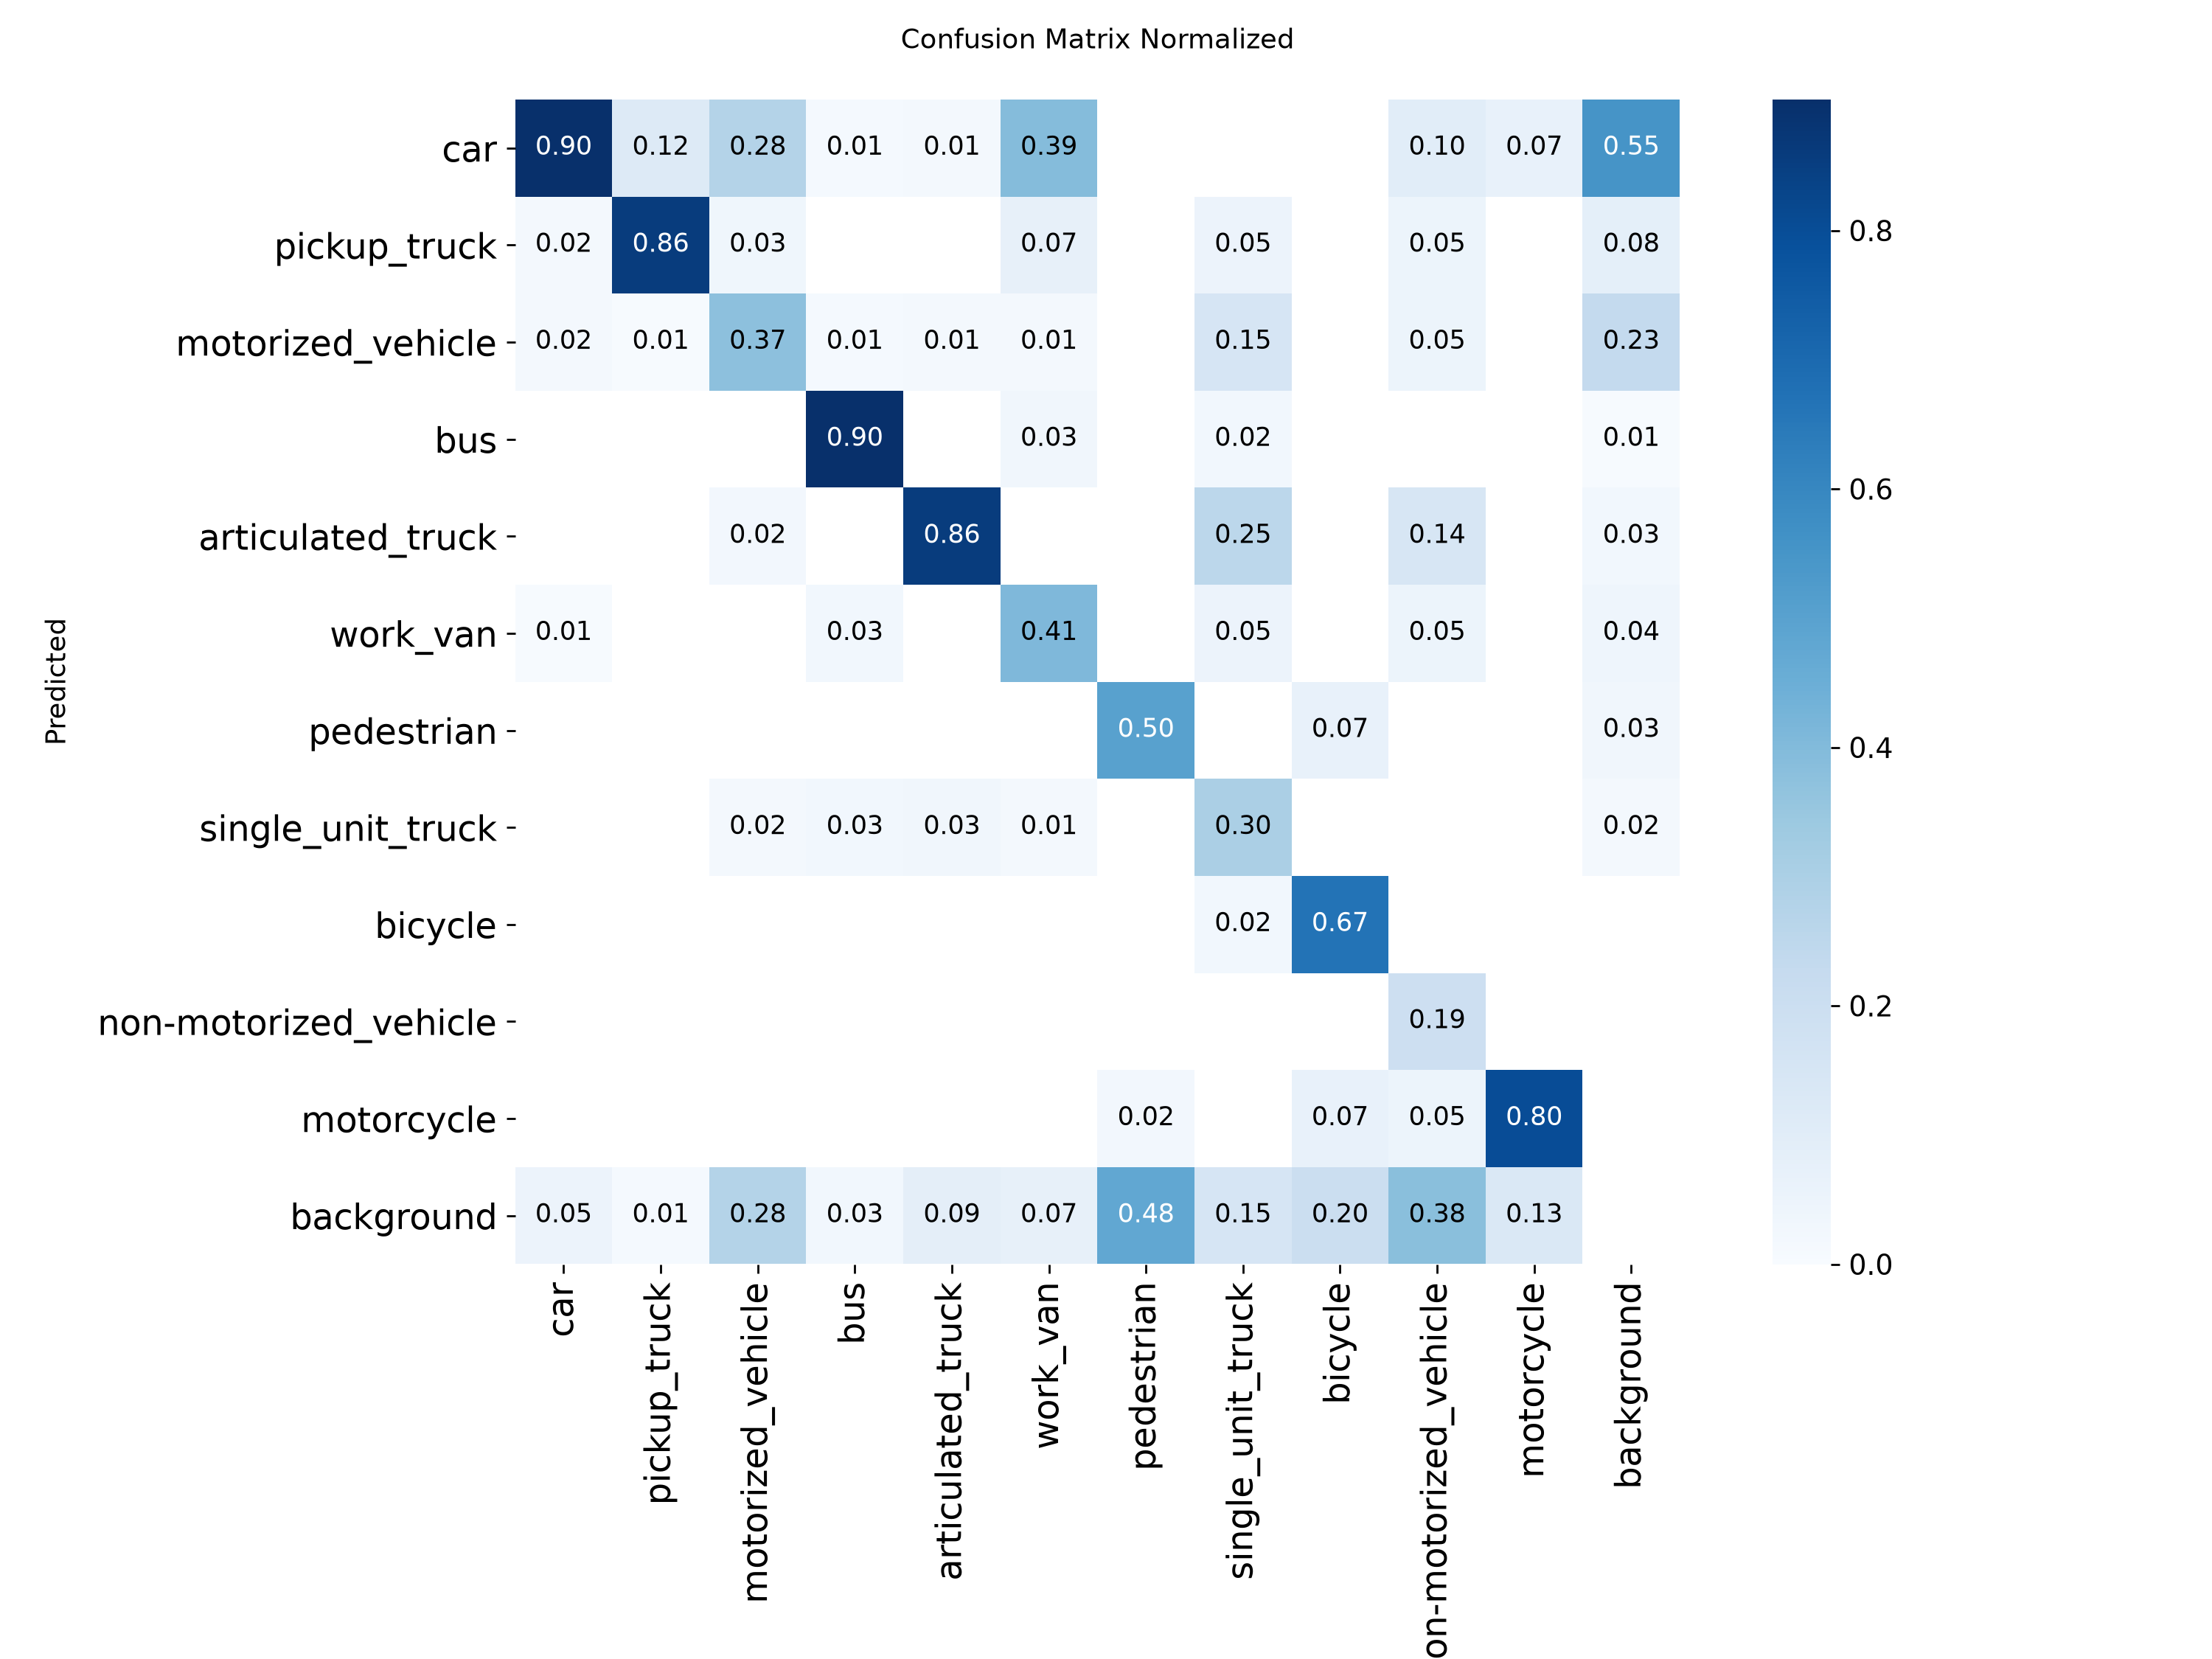 Confusion Matrix Normalized
car 0.90 0.12 0.28 0.01 0.01 0.39 0.10 0.07 0.55
pickup_truck 0.02 0.86 0.03 0.07 0.05 0.05 0.08
motorized_vehicle 0.02 0.01 0.37 0.01 0.01 0.01 0.15 0.05 0.23
bus 0.90 0.03 0.02 0.01
articulated_truck 0.02 0.86 0.25 0.14 0.03
work_van 0.01 0.03 0.41 0.05 0.05 0.04
pedestrian 0.50 0.07 0.03
single_unit_truck 0.02 0.03 0.03 0.01 0.30 0.02
bicycle 0.02 0.67
non-motorized_vehicle 0.19
motorcycle 0.02 0.07 0.05 0.80
background 0.05 0.01 0.28 0.03 0.09 0.07 0.48 0.15 0.20 0.38 0.13
Predicted
car
pickup_truck
motorized_vehicle
bus
articulated_truck
work_van
pedestrian
single_unit_truck
bicycle
on-motorized_vehicle
motorcycle
background
0.8
0.6
0.4
0.2
0.0